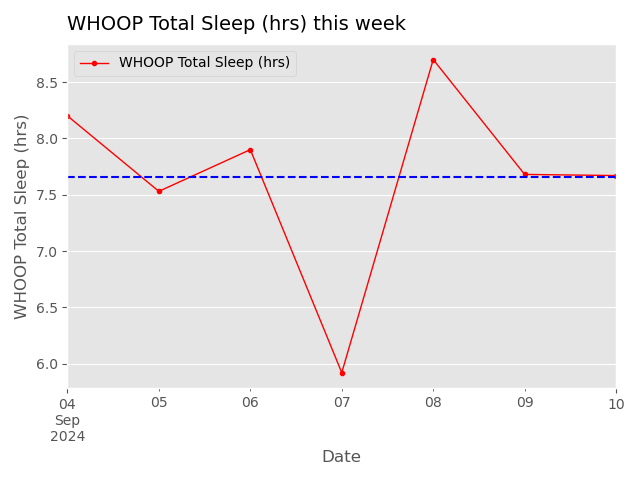 WHOOP Total Sleep (hrs) this week
WHOOP Total Sleep (hrs)
WHOOP Total Sleep (hrs)
8.5
8.0
7.5
7.0
6.5
6.0
04 05 06 07 08 09 10
Sep
2024
Date